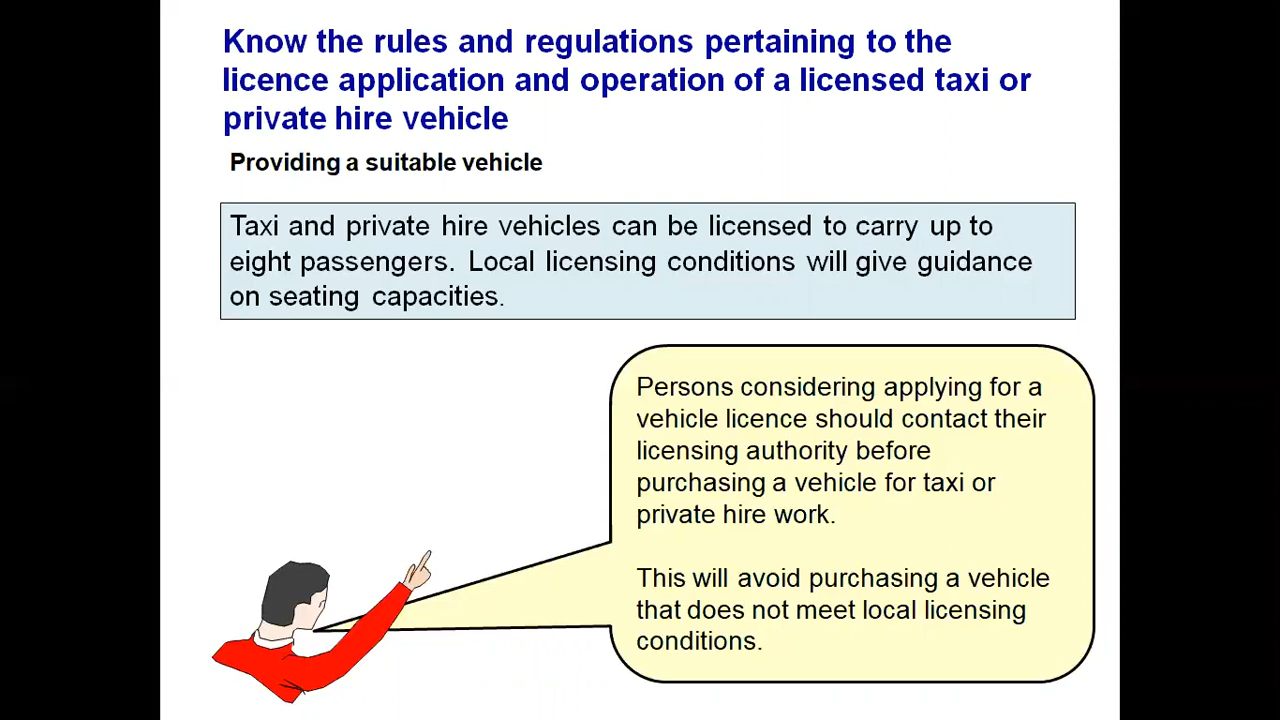 Know the rules and regulations pertaining to the
licence application and operation of a licensed taxi or
private hire vehicle
Providing a suitable vehicle
Taxi and private hire vehicles can be licensed to carry up to
eight passengers. Local licensing conditions will give guidance
on seating capacities.
Persons considering applying for a
vehicle licence should contact their
licensing authority before
purchasing a vehicle for taxi or
private hire work.
This will avoid purchasing a vehicle
that does not meet local licensing
conditions.